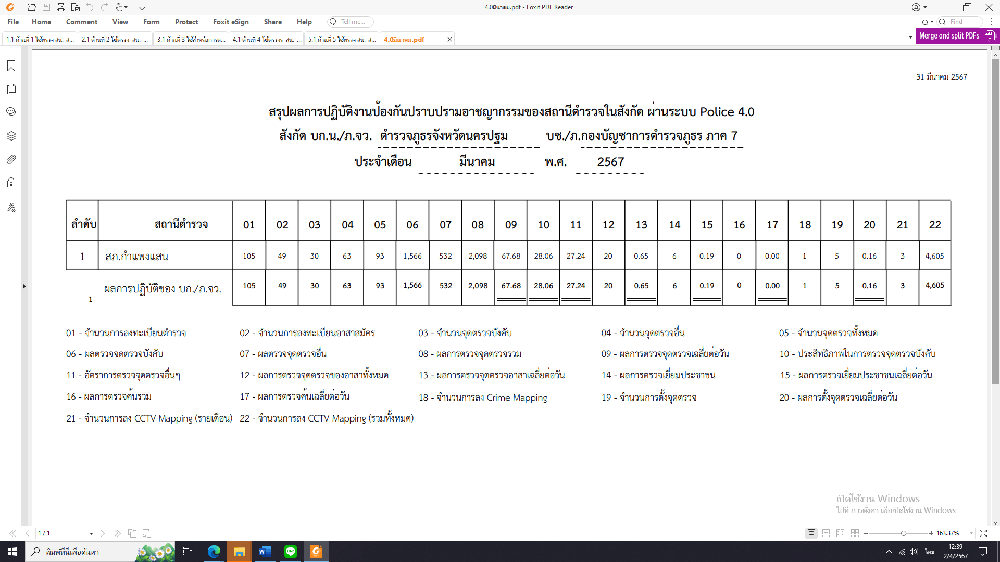 4.0มีนาคม.pdf - Foxit PDF Reader
File Home Comment View Form Protect Foxit eSign Share Help Tell me... Find
1.1 ด้านที่ 1 ใช้ตรวจ สน.-ส... 2.1 ด้านที่ 2 ใช้ตรวจ สน.-... 3.1 ด้านที่ 3 ใช้สำหรับการต... 4.1 ด้านที่ 4 ใช้ตรวจร สน.-... 5.1 ด้านที่ 5 ใช้ตรวจ สน.-ส... 4.0มีนาคม.pdf Merge and split PDFs
31 มีนาคม 2567
สรุปผลการปฏิบัติงานป้องกันปราบปรามอาชญากรรมของสถานีตำรวจในสังกัด ผ่านระบบ Police 4.0
สังกัด บก.น./ภ.จว. ตำรวจภูธรจังหวัดนครปฐม บช./ภ.กองบัญชาการตำรวจภูธร ภาค 7
ประจำเดือน มีนาคม พ.ศ. 2567
ลำดับ สถานีตำรวจ 01 02 03 04 05 06 07 08 09 10 11 12 13 14 15 16 17 18 19 20 21 22
1 สภ.กำแพงแสน 105 49 30 63 93 1,566 532 2,098 67.68 28.06 27.24 20 0.65 6 0.19 0 0.00 1 5 0.16 3 4,605
ผลการปฏิบัติของ บก./ภ.จว. 105 49 30 63 93 1,566 532 2,098 67.68 28.06 27.24 20 0.65 6 0.19 0 0.00 1 5 0.16 3 4,605
1
01 - จำนวนการลงทะเบียนตำรวจ 02 - จำนวนการลงทะเบียนอาสาสมัคร 03 - จำนวนจุดตรวจบังคับ 04 - จำนวนจุดตรวจอื่น 05 - จำนวนจุดตรวจทั้งหมด
06 - ผลตรวจจดตรวจบังคับ 07 - ผลตรวจจุดตรวจอื่น 08 - ผลการตรวจจุดตรวจรวม 09 - ผลการตรวจจุดตรวจเฉลี่ยต่อวัน 10 - ประสิทธิภาพในการตรวจจุดตรวจบังคับ
11 - อัตราการตรวจจุดตรวจอื่นๆ 12 - ผลการตรวจจุดตรวจของอาสาทั้งหมด 13 - ผลการตรวจจุดตรวจอาสาเฉลี่ยต่อวัน 14 - ผลการตรวจเยี่ยมประชาชน 15 - ผลการตรวจเยี่ยมประชาชนเฉลี่ยต่อวัน
16 - ผลการตรวจค้นรวม 17 - ผลการตรวจค้นเฉลี่ยต่อวัน 18 - จำนวนการลง Crime Mapping 19 - จำนวนการตั้งจุดตรวจ 20 - ผลการตั้งจุดตรวจเฉลี่ยต่อวัน
21 - จำนวนการลง CCTV Mapping (รายเดือน) 22 - จำนวนการลง CCTV Mapping (รวมทั้งหมด)
เปิดใช้งาน Windows
ไปที่ การตั้งค่า เพื่อเปิดใช้งาน Windows
1 / 1 163.37%
พิมพ์ที่นี่เพื่อค้นหา ไทย 12:39
2/4/2567